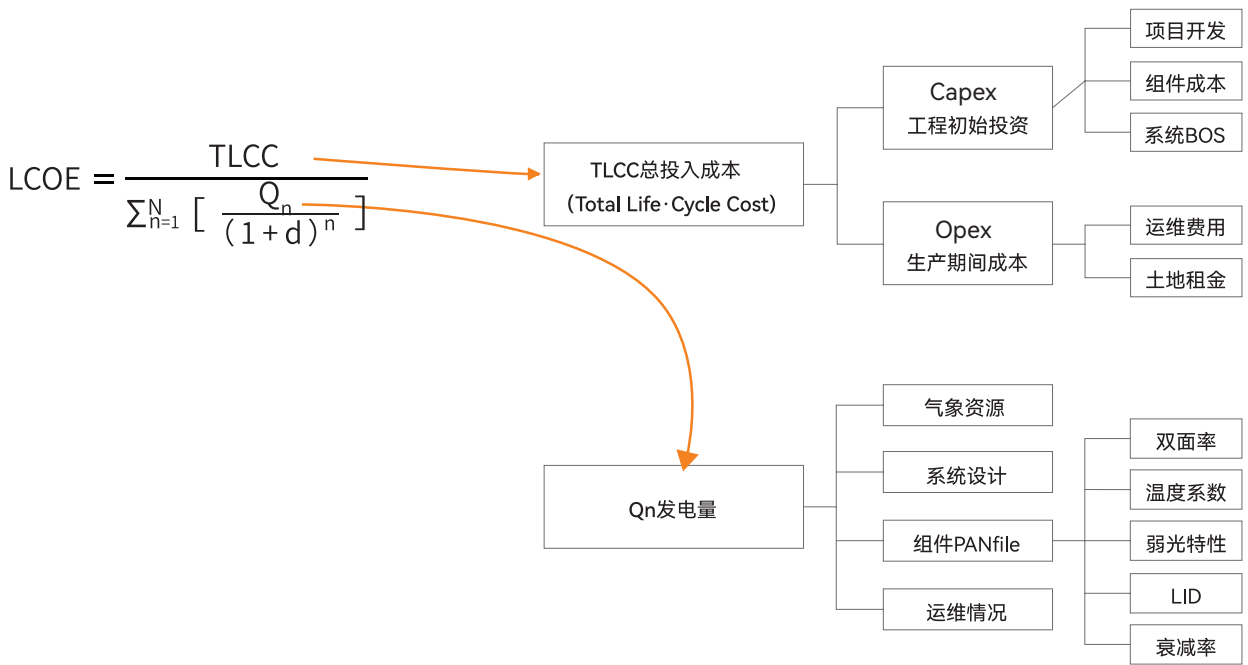 LCOE = TLCC / ∑ᴺₙ₌₁ [ Qₙ / (1+d)ⁿ ]
TLCC总投入成本
(Total Life·Cycle Cost)
Capex
工程初始投资
项目开发
组件成本
系统BOS
Opex
生产期间成本
运维费用
土地租金
Qn发电量
气象资源
系统设计
组件PANfile
运维情况
双面率
温度系数
弱光特性
LID
衰减率